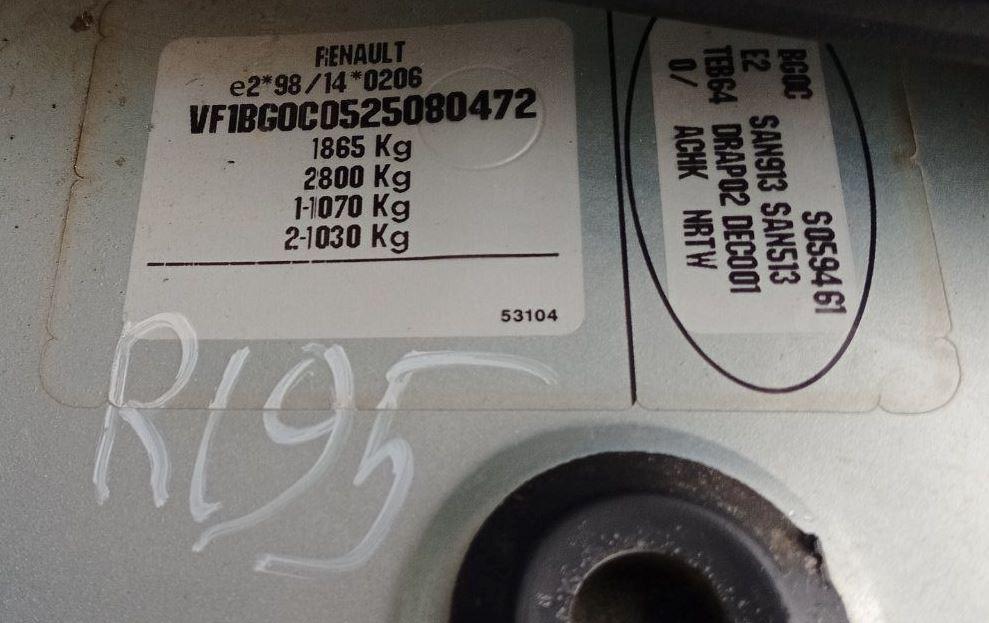 RENAULT
e2*98/14*0206
VF1BG0C0525080472
1865 Kg
2800 Kg
1-1070 Kg
2-1030 Kg
53104
BG0C S059461
E2 SAN913 SAN513
TEB64 DRAP02 DEC001
0/ ACHK NRTW
R195